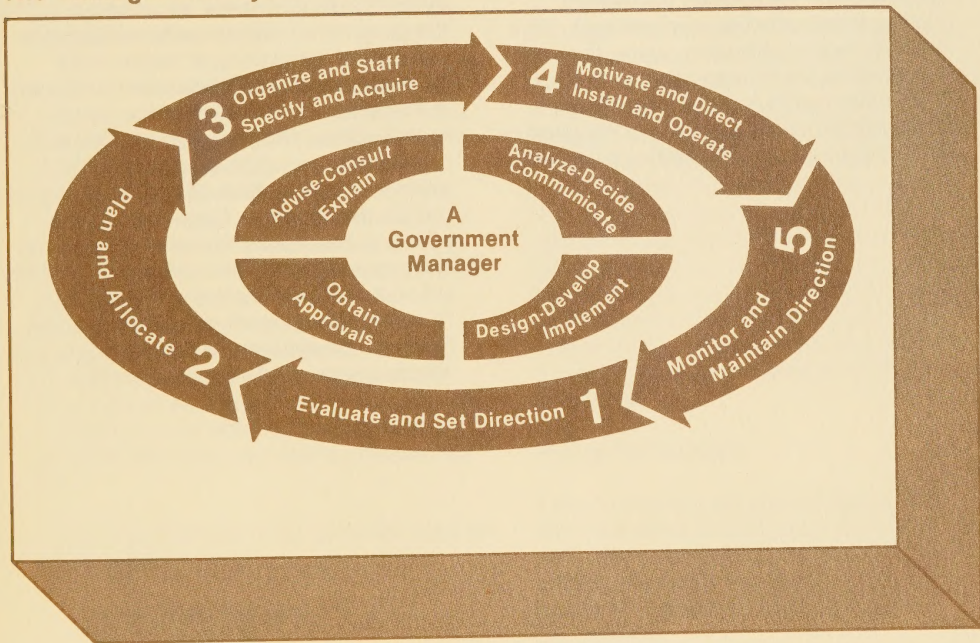 3 Organize and Staff
Specify and Acquire
4 Motivate and Direct
Install and Operate
5 Monitor and
Maintain Direction
1 Evaluate and Set Direction
2 Plan and Allocate
Advise-Consult
Explain
Analyze-Decide
Communicate
Design-Develop
Implement
Obtain
Approvals
A
Government
Manager